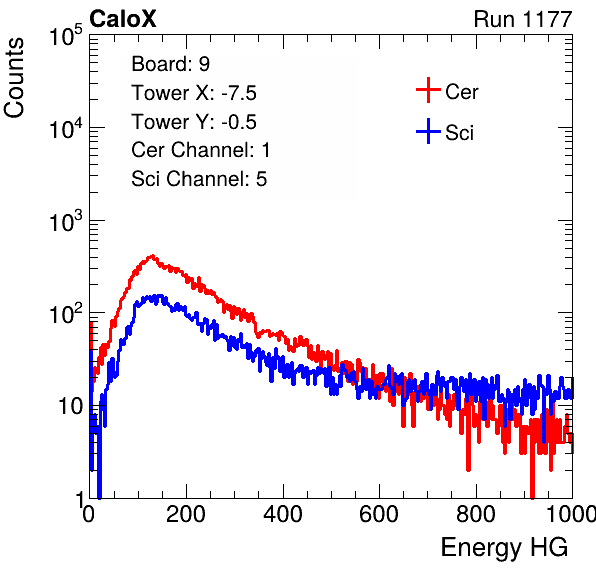 CaloX Run 1177
Counts
Board: 9
Tower X: -7.5
Tower Y: -0.5
Cer Channel: 1
Sci Channel: 5
Cer
Sci
10^5
10^4
10^3
10^2
10
1
0 200 400 600 800 1000
Energy HG